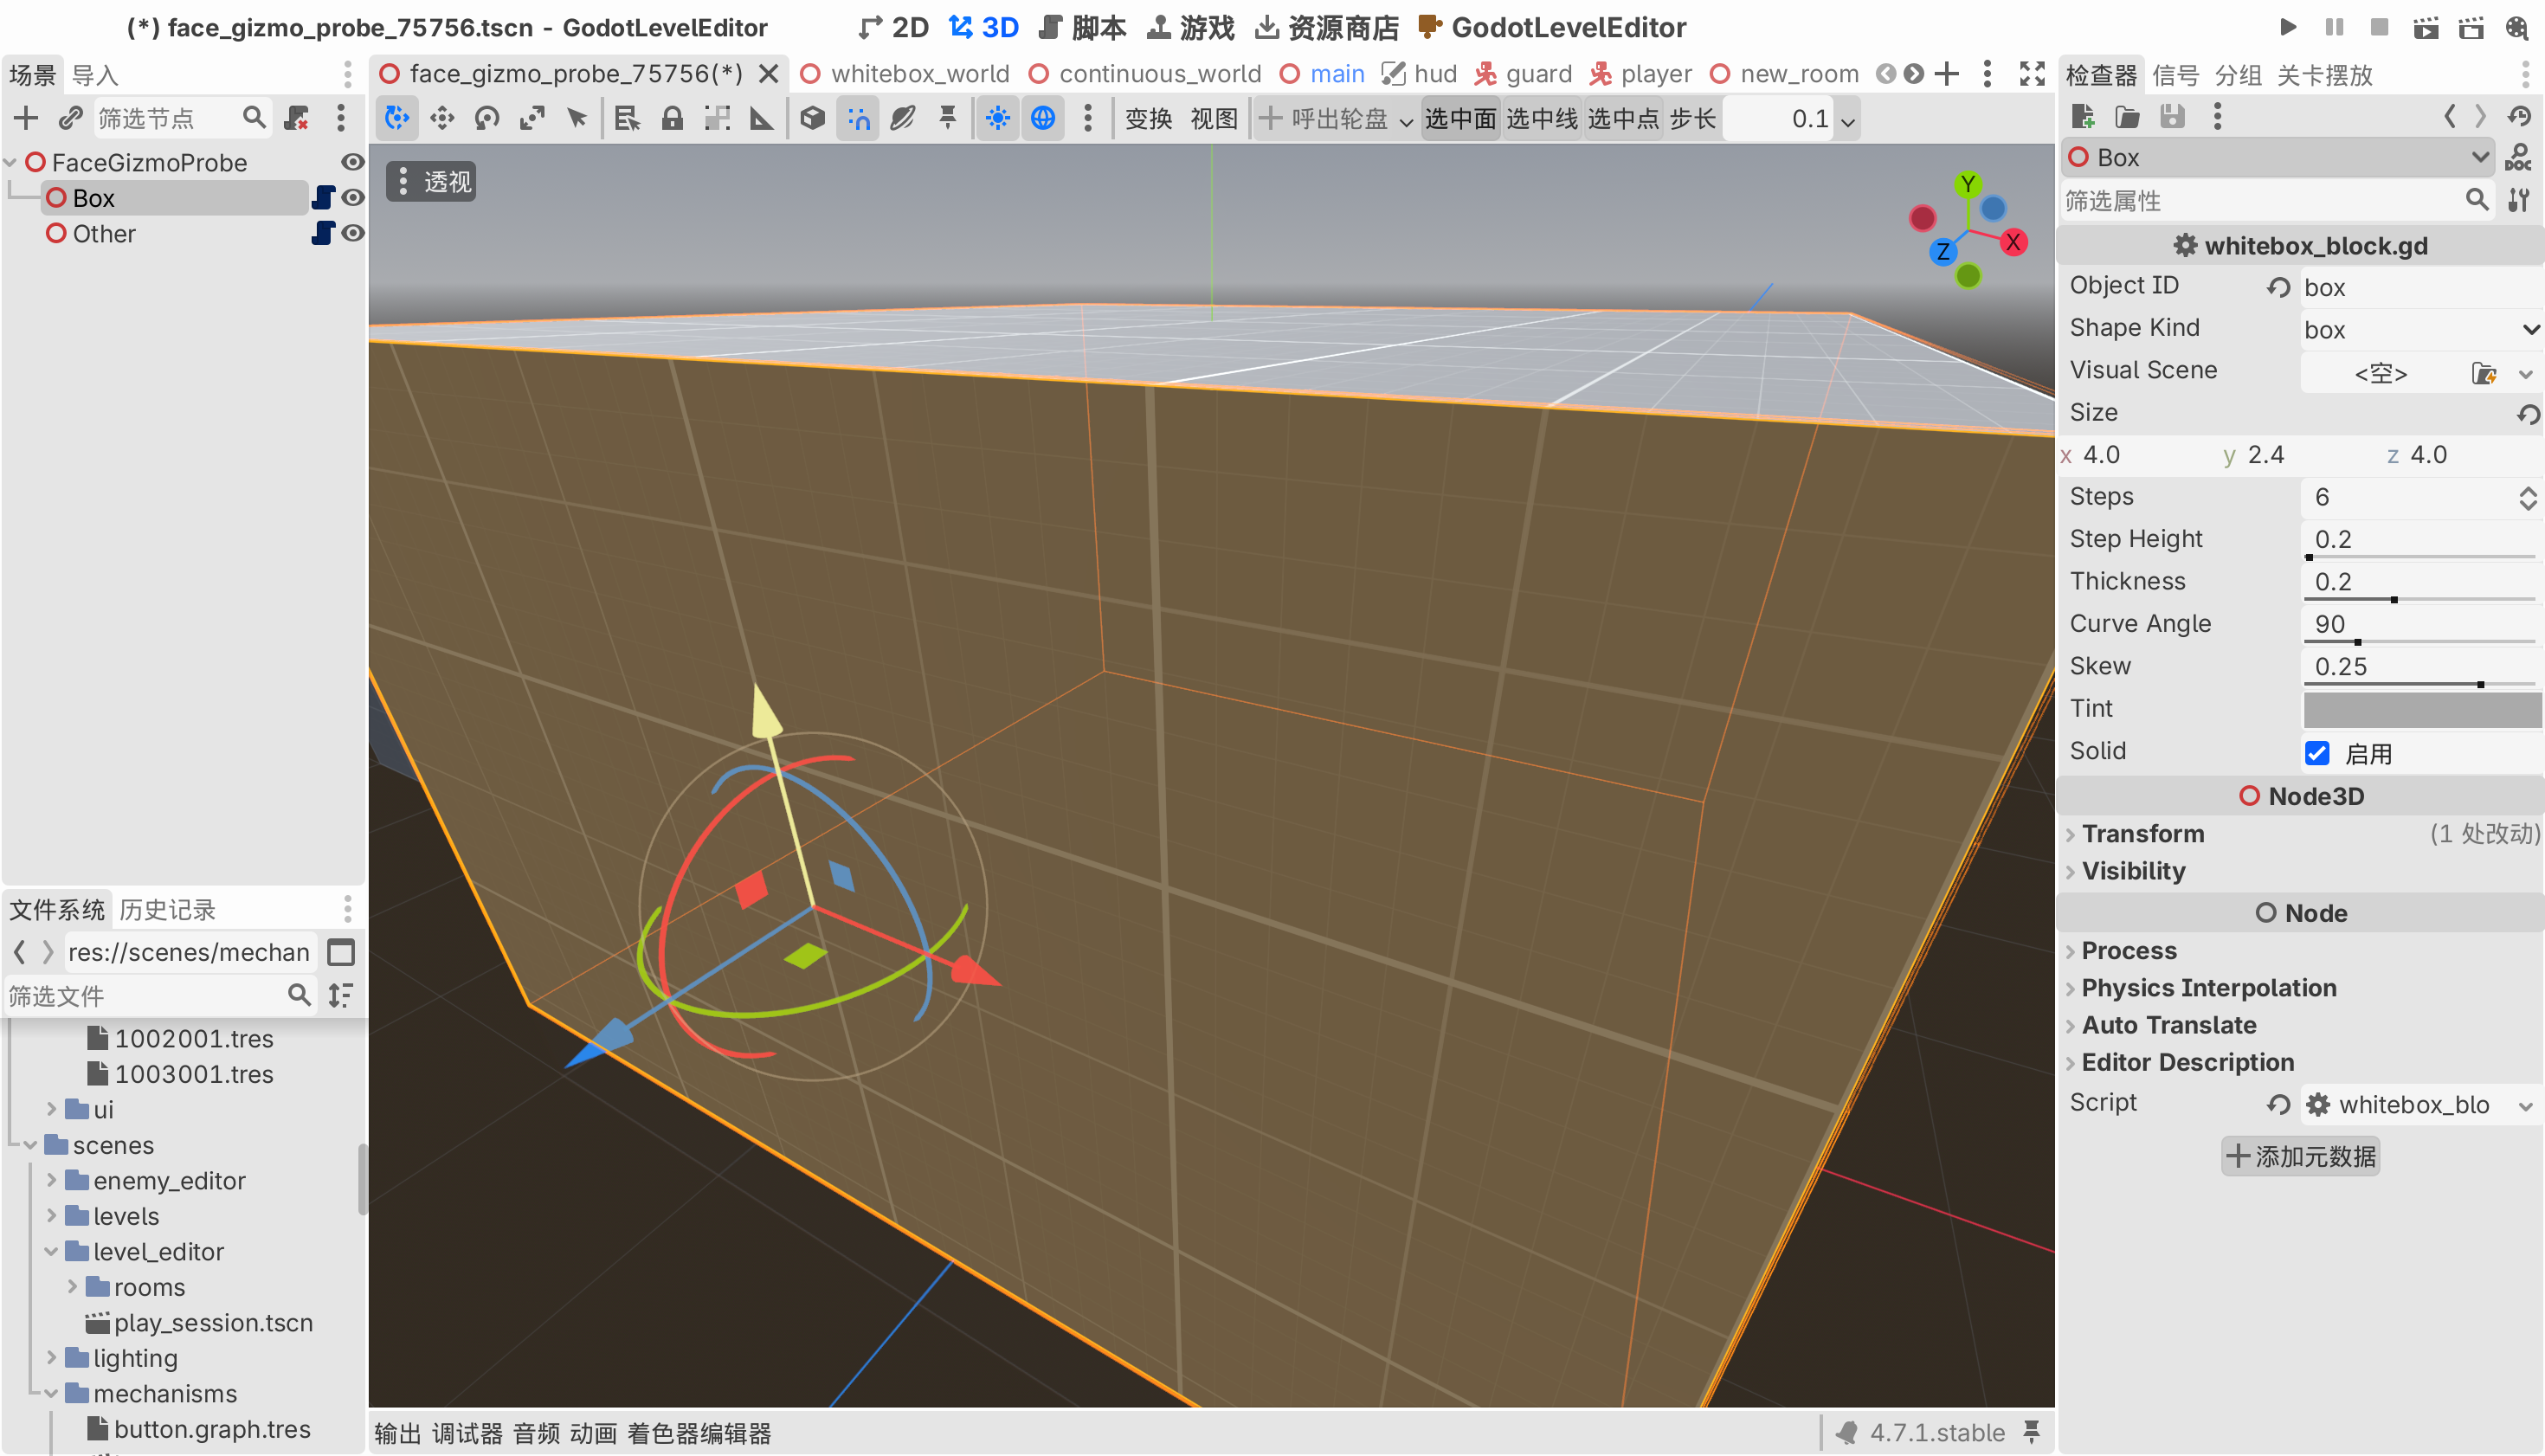 (*) face_gizmo_probe_75756.tscn - GodotLevelEditor
2D 3D 脚本 游戏 资源商店 GodotLevelEditor
场景 导入
筛选节点
FaceGizmoProbe
Box
Other
文件系统 历史记录
res://scenes/mechan
筛选文件
1002001.tres
1003001.tres
ui
scenes
enemy_editor
levels
level_editor
rooms
play_session.tscn
lighting
mechanisms
button.graph.tres
face_gizmo_probe_75756(*) whitebox_world continuous_world main hud guard player new_room
变换 视图 呼出轮盘 选中面 选中线 选中点 步长 0.1
透视
Y
X
Z
输出 调试器 音频 动画 着色器编辑器
4.7.1.stable
检查器 信号 分组 关卡摆放
Box
DOC
筛选属性
whitebox_block.gd
Object ID box
Shape Kind box
Visual Scene <空>
Size
x 4.0 y 2.4 z 4.0
Steps 6
Step Height 0.2
Thickness 0.2
Curve Angle 90
Skew 0.25
Tint
Solid 启用
Node3D
Transform (1 处改动)
Visibility
Node
Process
Physics Interpolation
Auto Translate
Editor Description
Script whitebox_blo
添加元数据